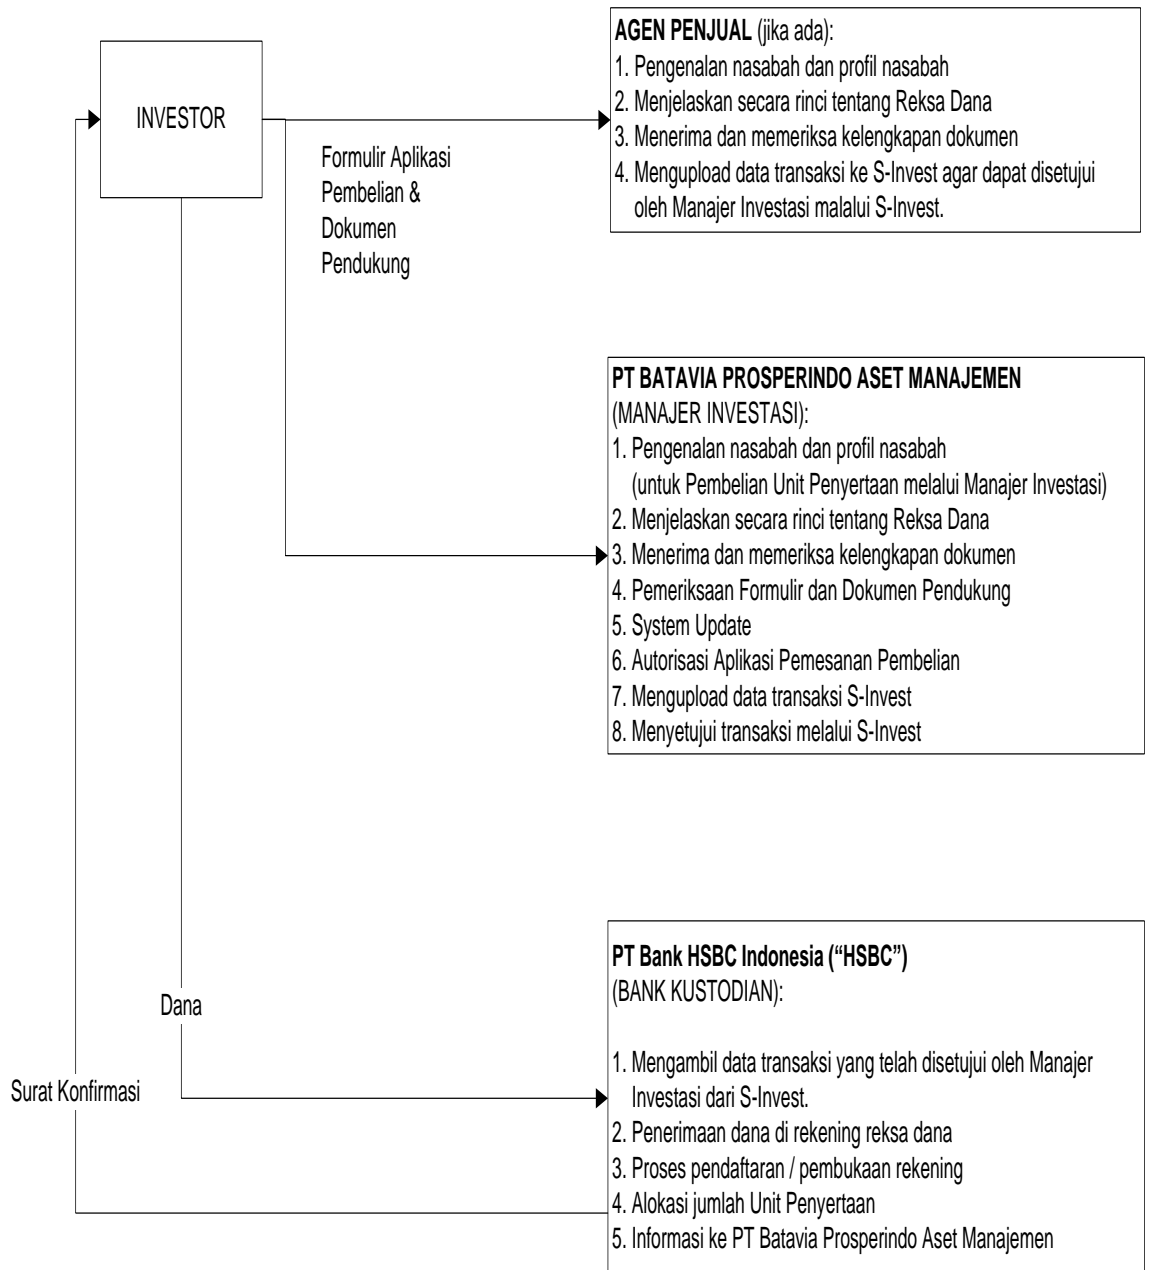 AGEN PENJUAL (jika ada):
1. Pengenalan nasabah dan profil nasabah
2. Menjelaskan secara rinci tentang Reksa Dana
3. Menerima dan memeriksa kelengkapan dokumen
4. Mengupload data transaksi ke S-Invest agar dapat disetujui
oleh Manajer Investasi malalui S-Invest.
INVESTOR
Formulir Aplikasi
Pembelian &
Dokumen
Pendukung
PT BATAVIA PROSPERINDO ASET MANAJEMEN
(MANAJER INVESTASI):
1. Pengenalan nasabah dan profil nasabah
(untuk Pembelian Unit Penyertaan melalui Manajer Investasi)
2. Menjelaskan secara rinci tentang Reksa Dana
3. Menerima dan memeriksa kelengkapan dokumen
4. Pemeriksaan Formulir dan Dokumen Pendukung
5. System Update
6. Autorisasi Aplikasi Pemesanan Pembelian
7. Mengupload data transaksi S-Invest
8. Menyetujui transaksi melalui S-Invest
Dana
Surat Konfirmasi
PT Bank HSBC Indonesia (“HSBC”)
(BANK KUSTODIAN):
1. Mengambil data transaksi yang telah disetujui oleh Manajer
Investasi dari S-Invest.
2. Penerimaan dana di rekening reksa dana
3. Proses pendaftaran / pembukaan rekening
4. Alokasi jumlah Unit Penyertaan
5. Informasi ke PT Batavia Prosperindo Aset Manajemen